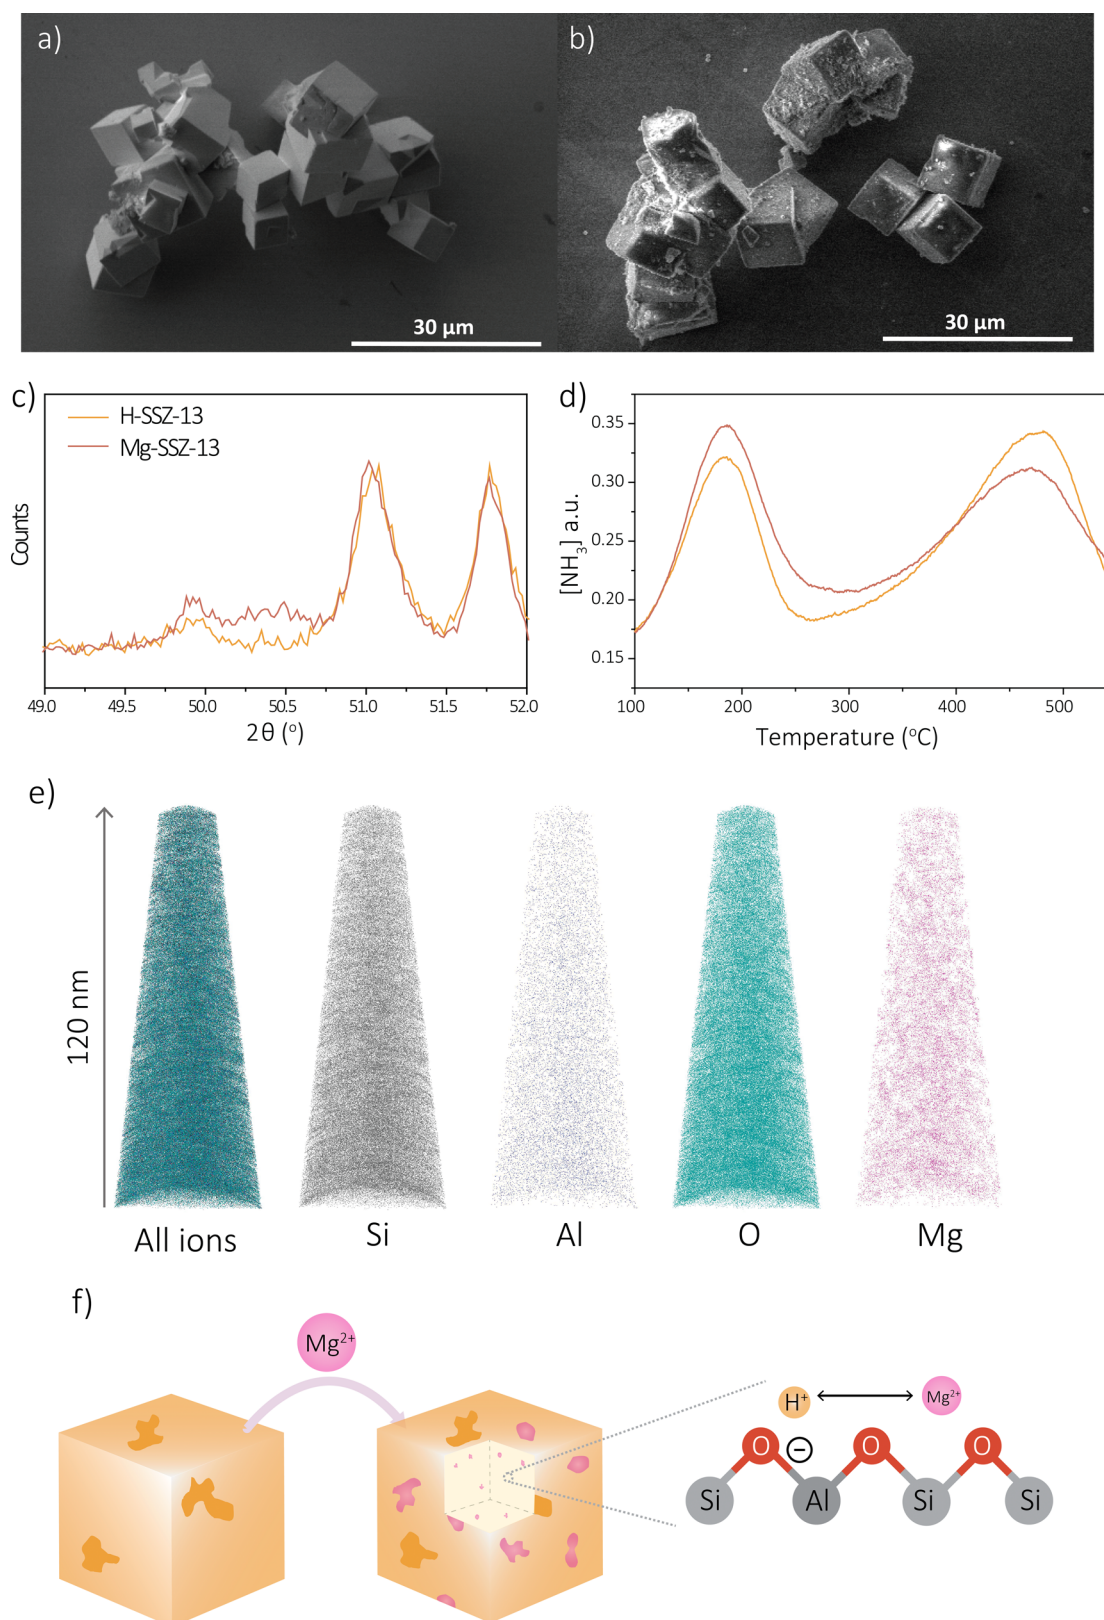 a)
b)
30 µm
30 µm
c)
H-SSZ-13
Mg-SSZ-13
Counts
49.0 49.5 50.0 50.5 51.0 51.5 52.0
2θ (°)
d)
0.35
0.30
0.25
0.20
0.15
[NH₃] a.u.
100 200 300 400 500
Temperature (°C)
e)
120 nm
All ions Si Al O Mg
f)
Mg²⁺
H⁺ Mg²⁺
O − O O
Si Al Si Si